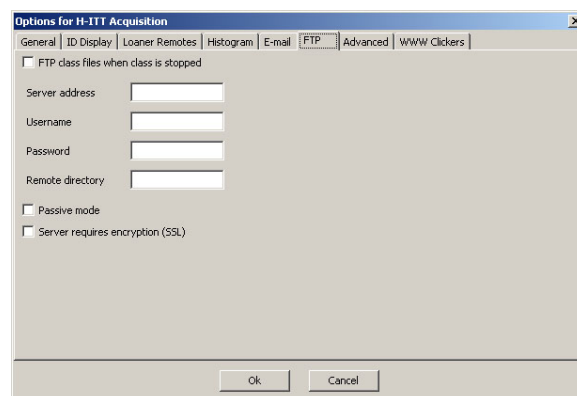 Options for H-ITT Acquisition
General ID Display Loaner Remotes Histogram E-mail FTP Advanced WWW Clickers
FTP class files when class is stopped
Server address
Username
Password
Remote directory
Passive mode
Server requires encryption (SSL)
Ok Cancel